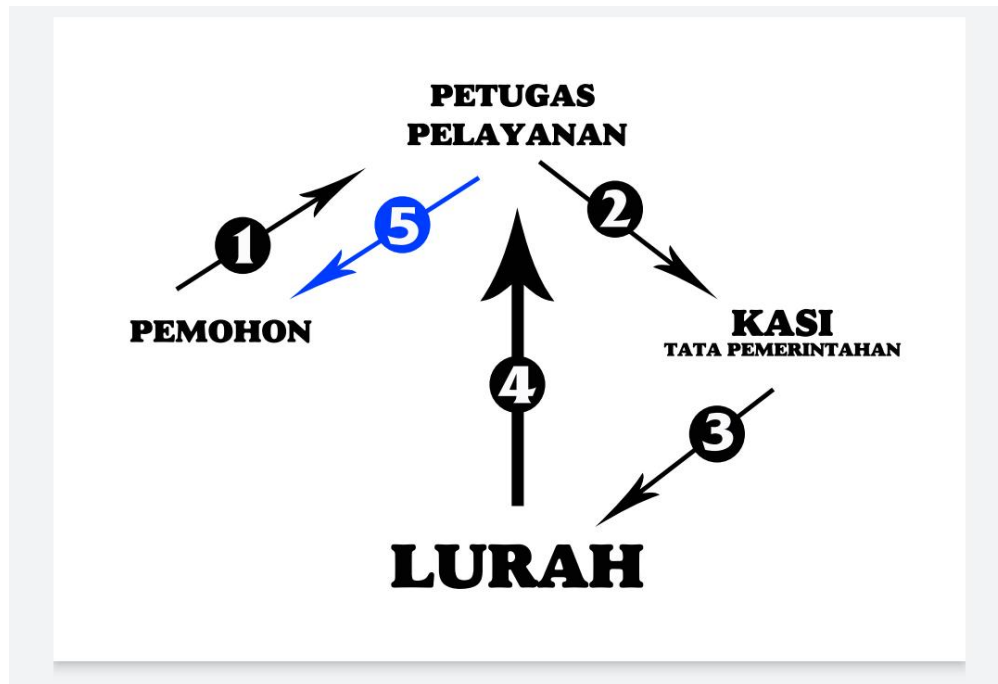 PETUGAS
PELAYANAN
1
5
2
PEMOHON
KASI
TATA PEMERINTAHAN
4
3
LURAH